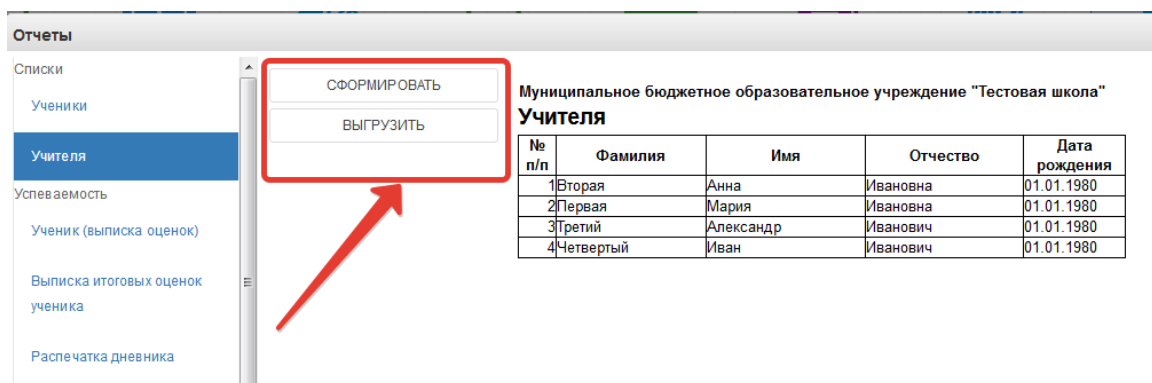 Отчеты
Списки
Ученики
Учителя
Успеваемость
Ученик (выписка оценок)
Выписка итоговых оценок
ученика
Распечатка дневника
СФОРМИРОВАТЬ
ВЫГРУЗИТЬ
Муниципальное бюджетное образовательное учреждение "Тестовая школа"
Учителя
№ п/п Фамилия Имя Отчество Дата рождения
1 Вторая Анна Ивановна 01.01.1980
2 Первая Мария Ивановна 01.01.1980
3 Третий Александр Иванович 01.01.1980
4 Четвертый Иван Иванович 01.01.1980